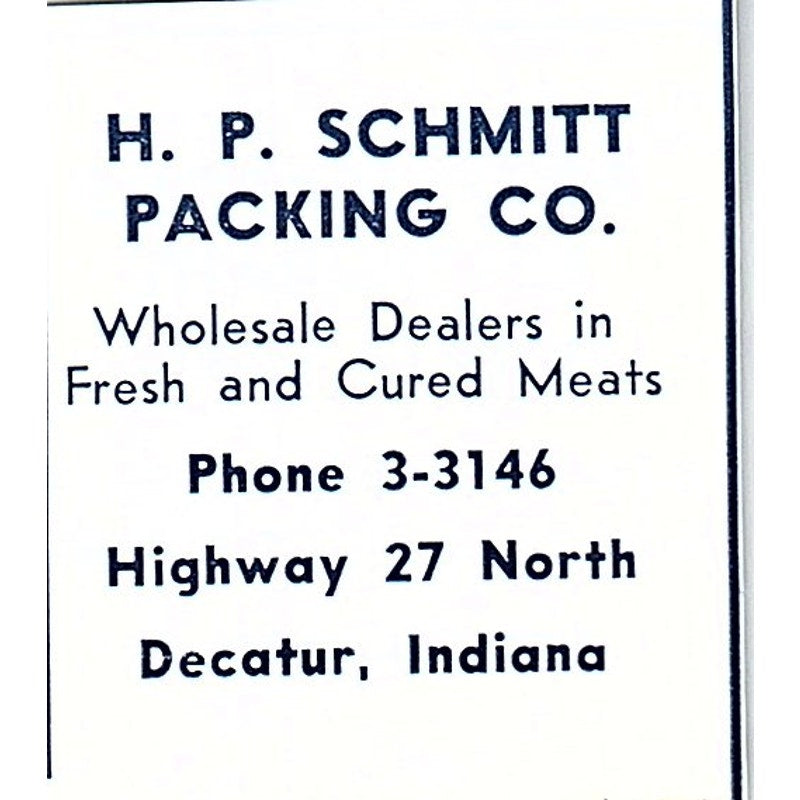 H. P. SCHMITT
PACKING CO.
Wholesale Dealers in
Fresh and Cured Meats
Phone 3-3146
Highway 27 North
Decatur, Indiana